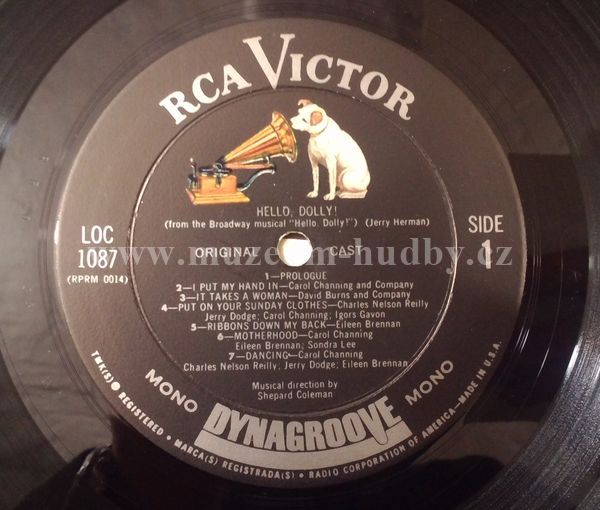 RCA VICTOR
HELLO, DOLLY!
(from the Broadway musical "Hello, Dolly!") (Jerry Herman)
LOC
1087
(RPRM 0014)
SIDE
1
ORIGINAL CAST
www.muzeum-hudby.cz
1—PROLOGUE
2—I PUT MY HAND IN—Carol Channing and Company
3—IT TAKES A WOMAN—David Burns and Company
4—PUT ON YOUR SUNDAY CLOTHES—Charles Nelson Reilly
Jerry Dodge; Carol Channing; Igors Gavon
5—RIBBONS DOWN MY BACK—Eileen Brennan
6—MOTHERHOOD—Carol Channing
Eileen Brennan; Sondra Lee
7—DANCING—Carol Channing
Charles Nelson Reilly; Jerry Dodge; Eileen Brennan
Musical direction by
Shepard Coleman
MONO DYNAGROOVE MONO
TMK(S) ● REGISTERED ● MARCA(S) REGISTRADA(S) ● RADIO CORPORATION OF AMERICA—MADE IN U.S.A.